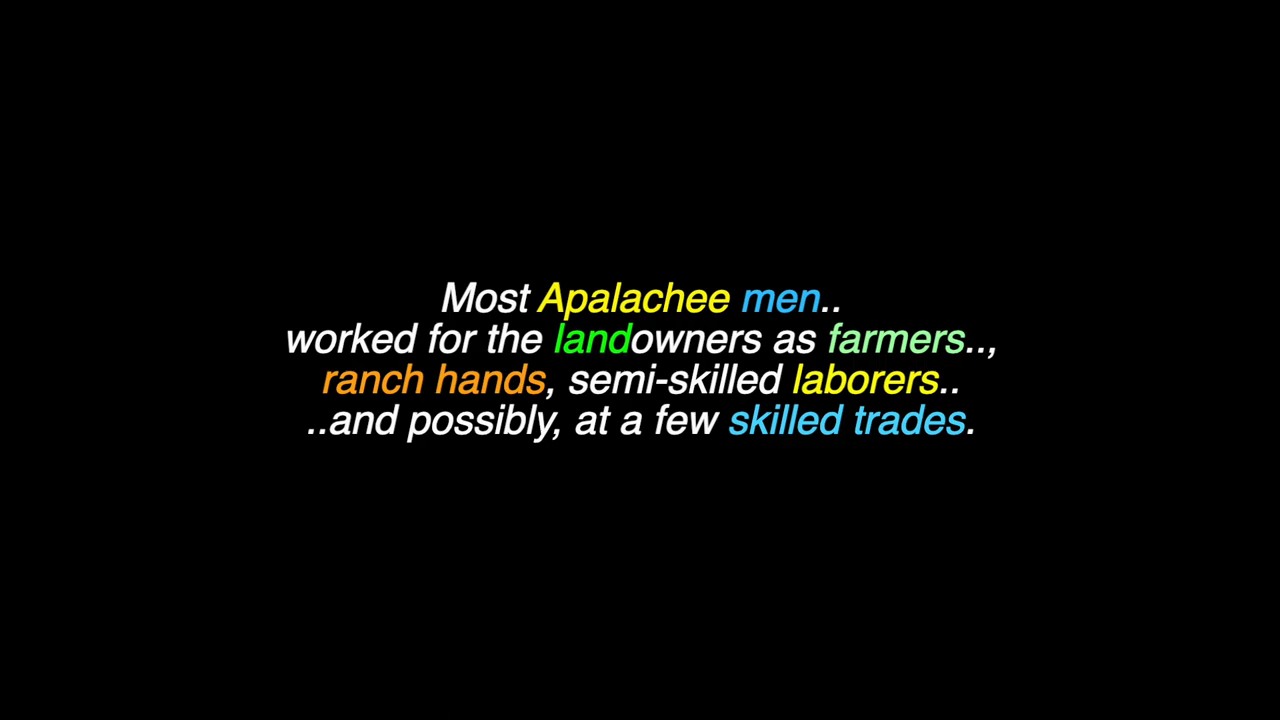 Most Apalachee men..
worked for the landowners as farmers..,
ranch hands, semi-skilled laborers..
..and possibly, at a few skilled trades.